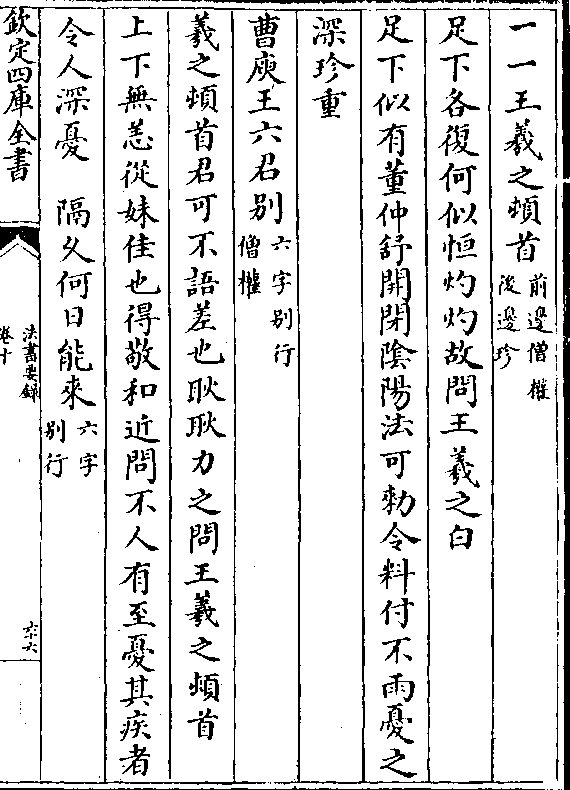 一一王羲之頓首前邊僧權
後邊珍
足下各復何似恒灼灼故問王羲之白
足下似有董仲舒開閉陰陽法可勑令料付不雨憂之
深珍重
曹庾王六君別六字别行
僧權
羲之頓首君可不語差也耿耿力之問王羲之頓首
上下無恙從妹佳也得敬和近問不人有至憂其疾者
令人深憂　隔久何日能來六字
別行
欽定四庫全書
法書要録
卷十
六十六